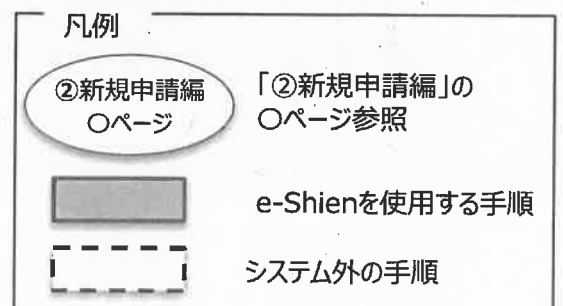 凡例
②新規申請編
〇ページ
「②新規申請編」の
〇ページ参照
e-Shienを使用する手順
システム外の手順